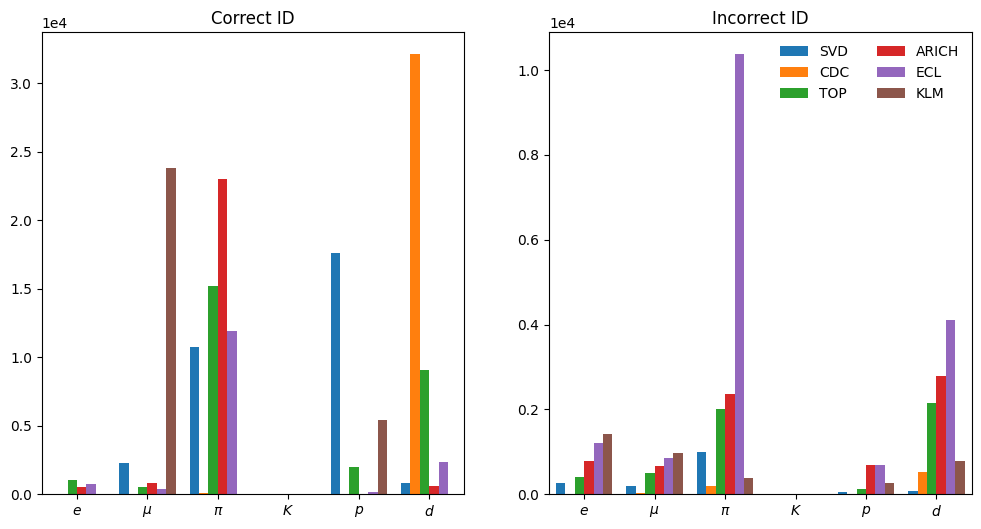 Correct ID
1e4
3.0
2.5
2.0
1.5
1.0
0.5
0.0
e μ π K p d
Incorrect ID
1e4
SVD ARICH
CDC ECL
TOP KLM
1.0
0.8
0.6
0.4
0.2
0.0
e μ π K p d